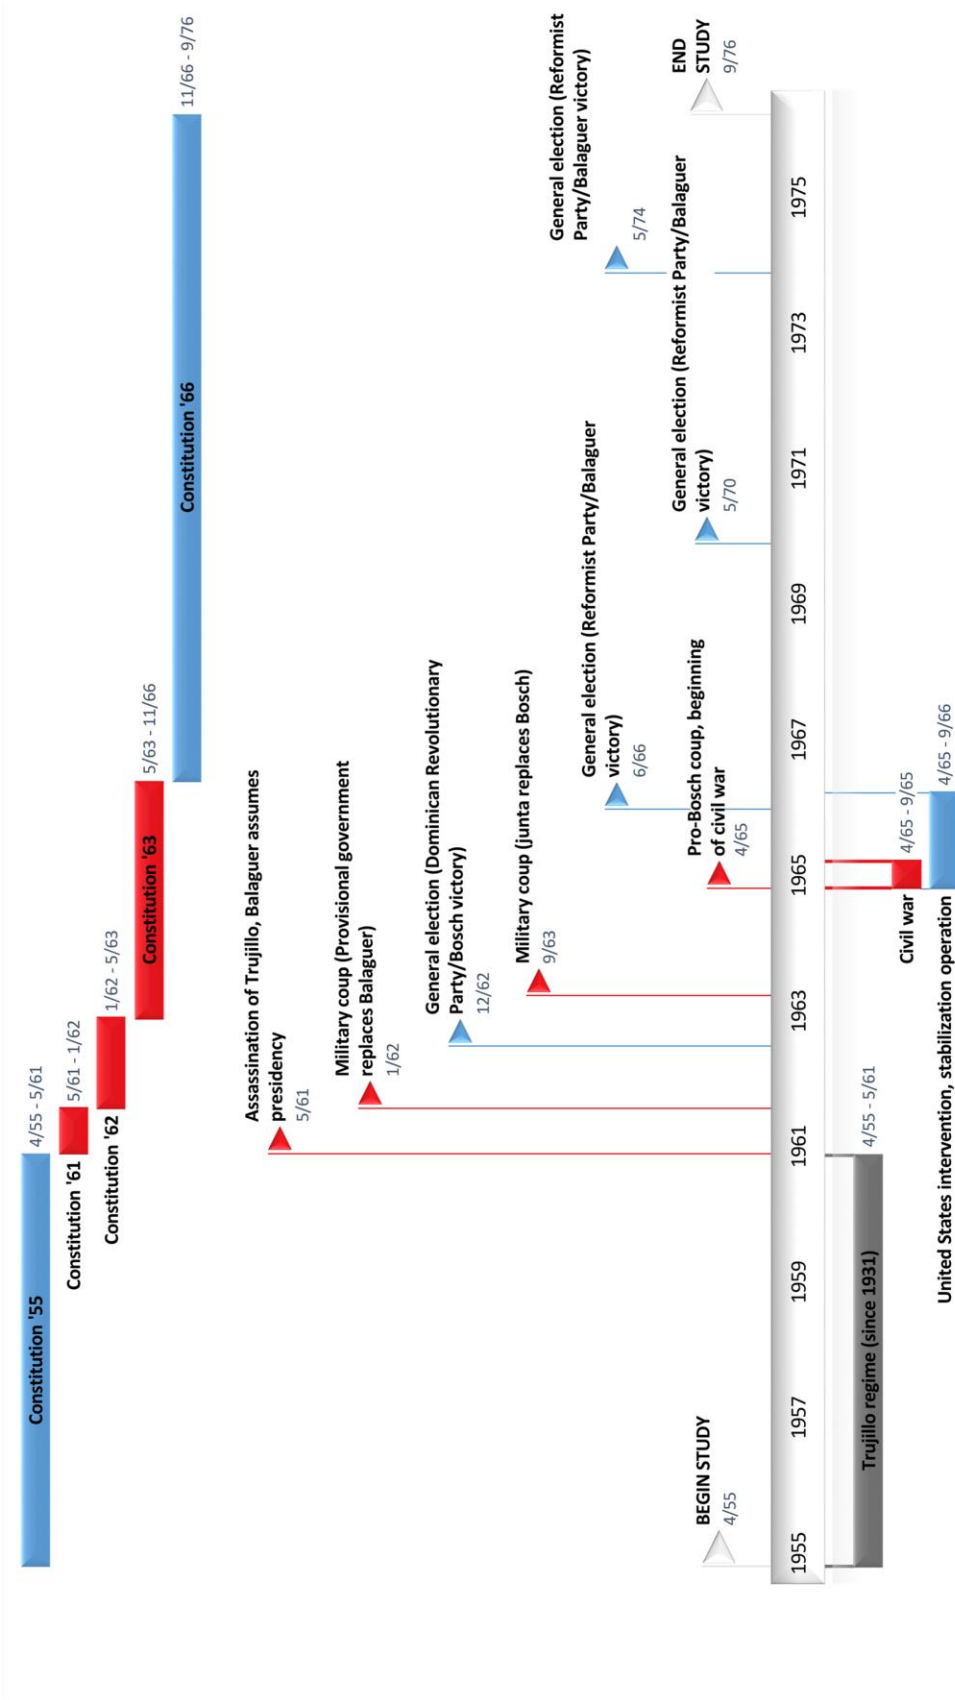 Constitution '55
4/55 - 5/61
Constitution '61
5/61 - 1/62
Constitution '62
1/62 - 5/63
Constitution '63
5/63 - 11/66
Constitution '66
11/66 - 9/76
Assassination of Trujillo, Balaguer assumes
presidency
5/61
Military coup (Provisional government
replaces Balaguer)
1/62
General election (Dominican Revolutionary
Party/Bosch victory)
12/62
Military coup (junta replaces Bosch)
9/63
General election (Reformist
Party/Balaguer victory)
5/74
General election (Reformist Party/Balaguer
victory)
6/66
General election (Reformist Party/Balaguer
victory)
5/70
BEGIN STUDY
4/55
Pro-Bosch coup, beginning
of civil war
4/65
END
STUDY
9/76
1955
1957
1959
1961
1963
1965
1967
1969
1971
1973
1975
Trujillo regime (since 1931)
4/55 - 5/61
Civil war
4/65 - 9/65
United States intervention, stabilization operation
4/65 - 9/66